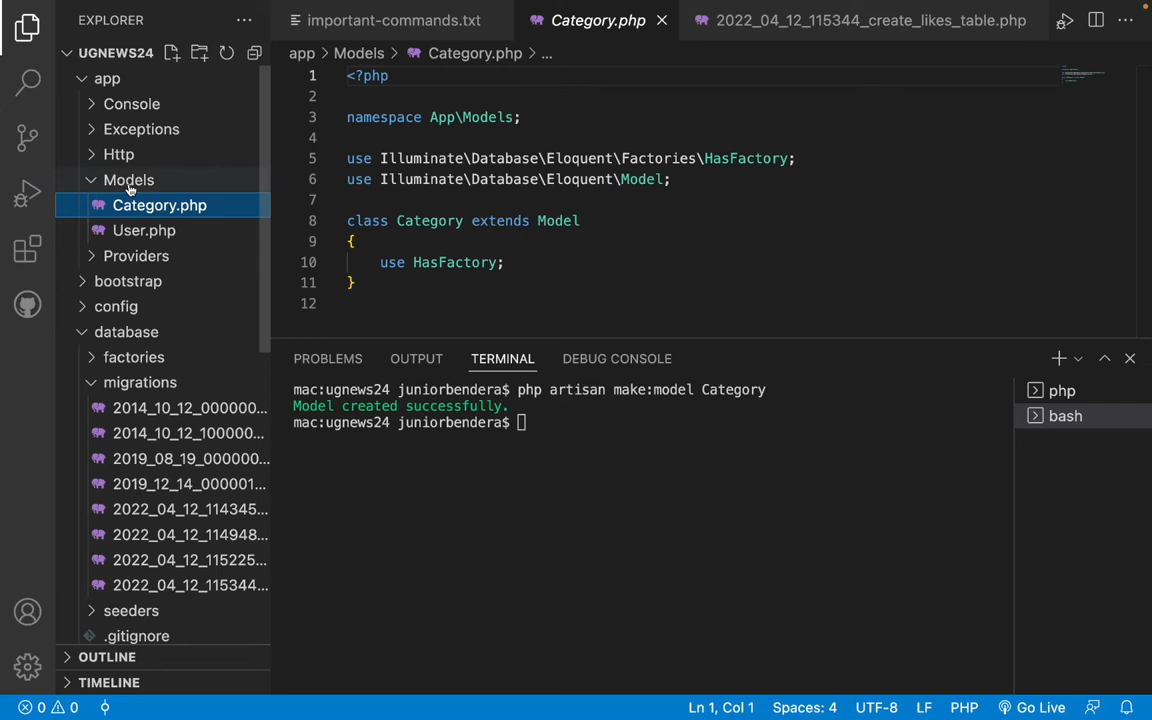 EXPLORER
important-commands.txt
Category.php
2022_04_12_115344_create_likes_table.php
UGNEWS24
app
Console
Exceptions
Http
Models
Category.php
User.php
Providers
bootstrap
config
database
factories
migrations
2014_10_12_000000...
2014_10_12_100000...
2019_08_19_000000...
2019_12_14_000001...
2022_04_12_114345...
2022_04_12_114948...
2022_04_12_115225...
2022_04_12_115344...
seeders
.gitignore
OUTLINE
TIMELINE
app > Models > Category.php > ...
1 <?php
2
3 namespace App\Models;
4
5 use Illuminate\Database\Eloquent\Factories\HasFactory;
6 use Illuminate\Database\Eloquent\Model;
7
8 class Category extends Model
9 {
10 use HasFactory;
11 }
12
PROBLEMS OUTPUT TERMINAL DEBUG CONSOLE
mac:ugnews24 juniorbendera$ php artisan make:model Category
Model created successfully.
mac:ugnews24 juniorbendera$
php
bash
0 0 Ln 1, Col 1 Spaces: 4 UTF-8 LF PHP Go Live